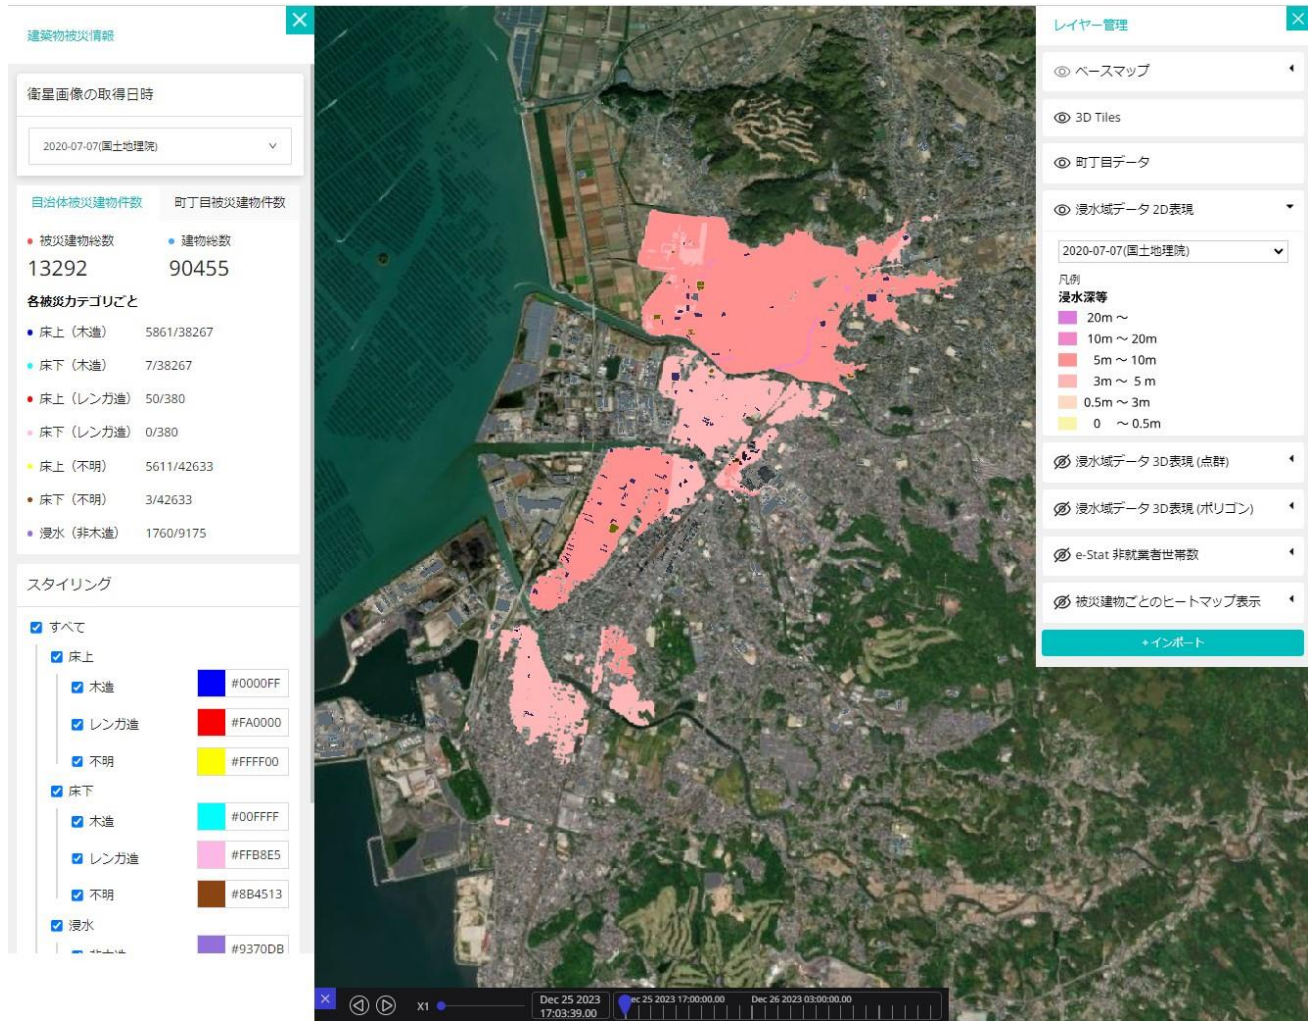 建築物被災情報
衛星画像の取得日時
2020-07-07(国土地理院)
自治体被災建物件数 町丁目被災建物件数
被災建物総数 建物総数
13292 90455
各被災カテゴリごと
床上（木造） 5861/38267
床下（木造） 7/38267
床上（レンガ造） 50/380
床下（レンガ造） 0/380
床上（不明） 5611/42633
床下（不明） 3/42633
浸水（非木造） 1760/9175
スタイリング
すべて
床上
木造 #0000FF
レンガ造 #FA0000
不明 #FFFF00
床下
木造 #00FFFF
レンガ造 #FFB8E5
不明 #8B4513
浸水
非木造 #9370DB
レイヤー管理
ベースマップ
3D Tiles
町丁目データ
浸水域データ 2D表現
2020-07-07(国土地理院)
凡例
浸水深等
20m ～
10m ～ 20m
5m ～ 10m
3m ～ 5 m
0.5m ～ 3m
0 ～ 0.5m
浸水域データ 3D表現 (点群)
浸水域データ 3D表現 (ポリゴン)
e-Stat 非就業者世帯数
被災建物ごとのヒートマップ表示
+ インポート
X1
Dec 25 2023
17:03:39.00
ec 25 2023 17:00:00.00 Dec 26 2023 03:00:00.00